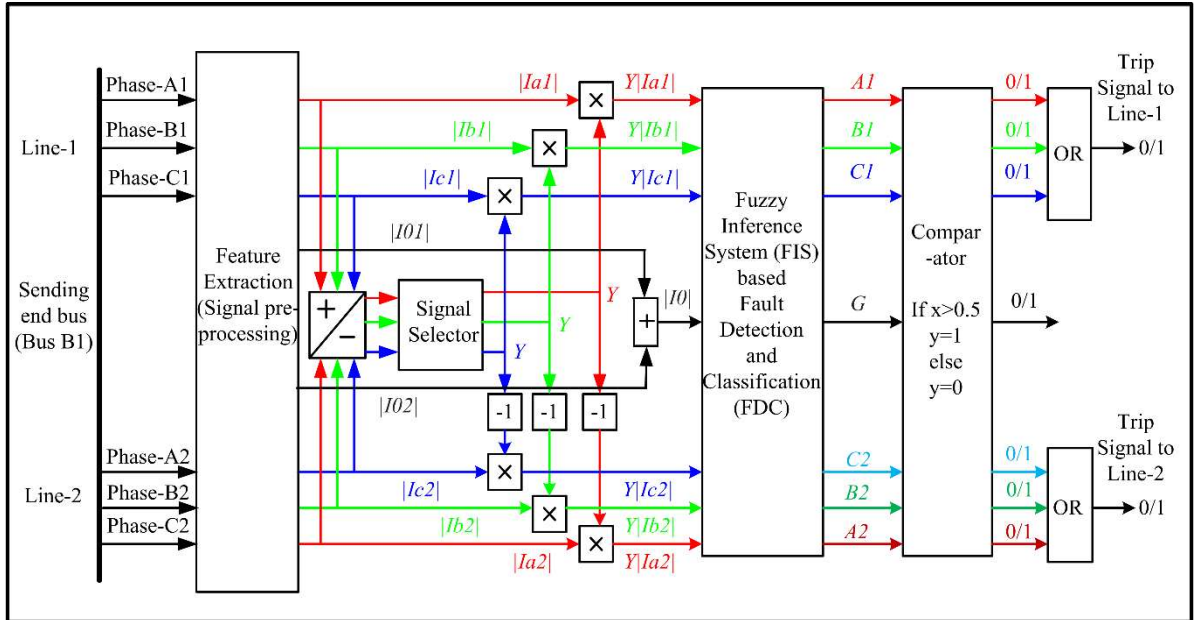 Phase-A1
Phase-B1
Line-1
Phase-C1
Sending
end bus
(Bus B1)
Phase-A2
Phase-B2
Line-2
Phase-C2
Feature
Extraction
(Signal pre-
processing)
|Ia1|
×
Y|Ia1|
|Ib1|
×
Y|Ib1|
|Ic1|
×
Y|Ic1|
|I01|
+
−
Signal
Selector
Y
Y
Y
|I0|
+
|I02|
-1
-1
-1
×
|Ic2|
Y|Ic2|
×
|Ib2|
Y|Ib2|
×
|Ia2|
Y|Ia2|
Fuzzy
Inference
System (FIS)
based
Fault
Detection
and
Classification
(FDC)
A1
B1
C1
G
C2
B2
A2
Compar
-ator
If x>0.5
y=1
else
y=0
0/1
0/1
0/1
0/1
0/1
0/1
0/1
OR
Trip
Signal to
Line-1
0/1
OR
Trip
Signal to
Line-2
0/1